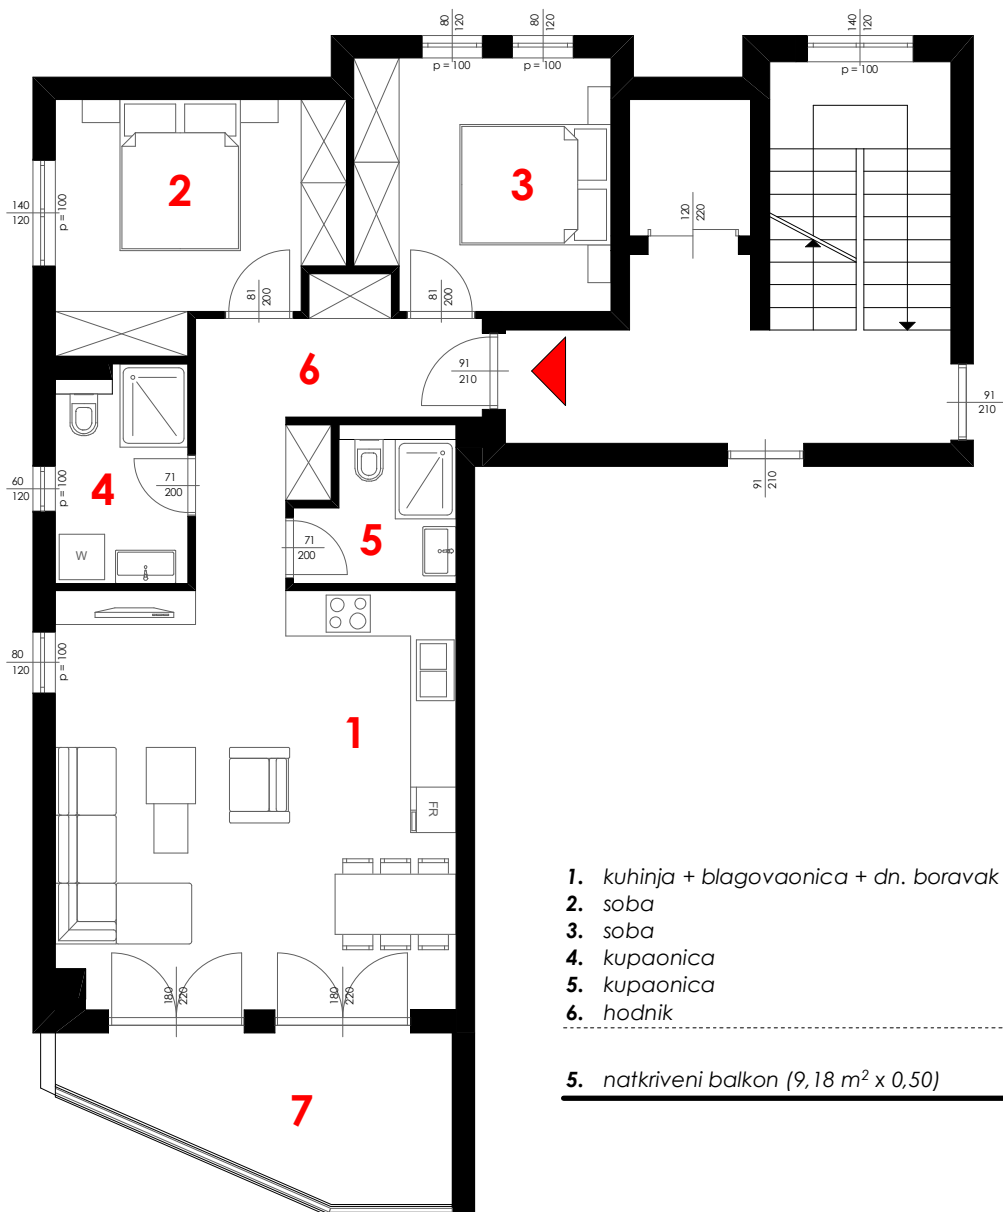 80
120
80
120
140
120
p = 100
p = 100
p = 100
2
3
140
120
p = 100
120
220
81
200
81
200
6
91
210
91
210
4
60
120
p = 100
71
200
91
210
5
71
200
W
80
120
p = 100
1
FR
1. kuhinja + blagovaonica + dn. boravak
2. soba
3. soba
4. kupaonica
5. kupaonica
6. hodnik
180
220
180
220
5. natkriveni balkon (9,18 m² x 0,50)
7